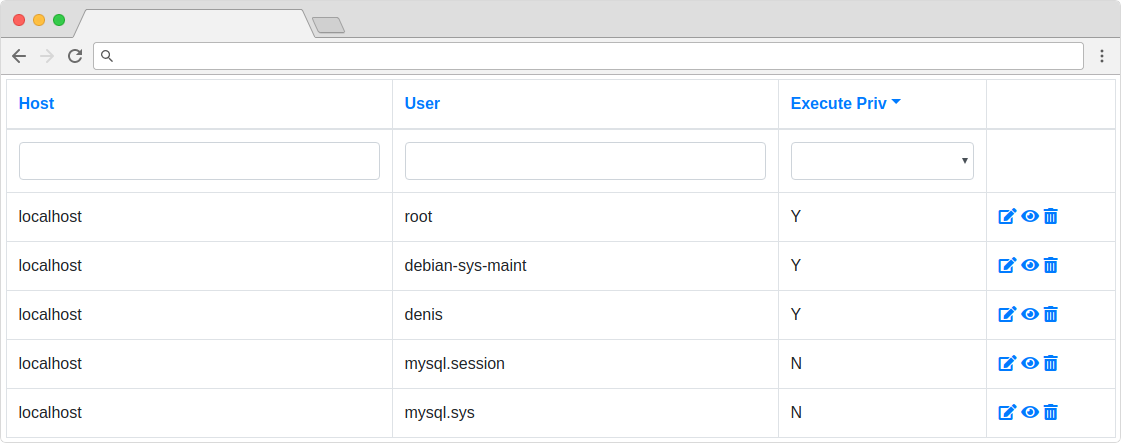 Host User Execute Priv
localhost root Y
localhost debian-sys-maint Y
localhost denis Y
localhost mysql.session N
localhost mysql.sys N